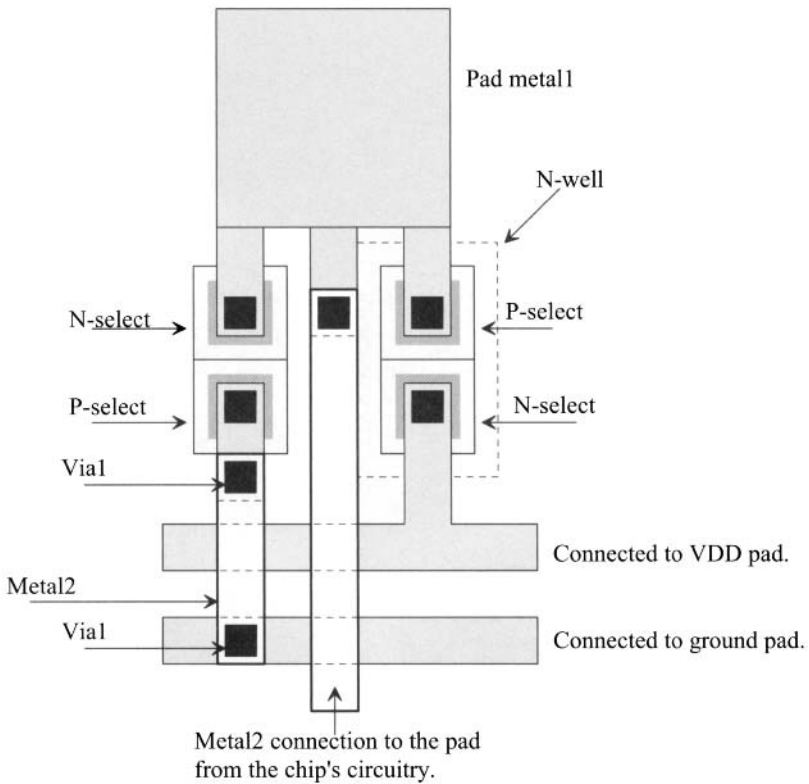 Pad metal1
N-well
N-select
P-select
P-select
N-select
Via1
Connected to VDD pad.
Metal2
Via1
Connected to ground pad.
Metal2 connection to the pad
from the chip's circuitry.